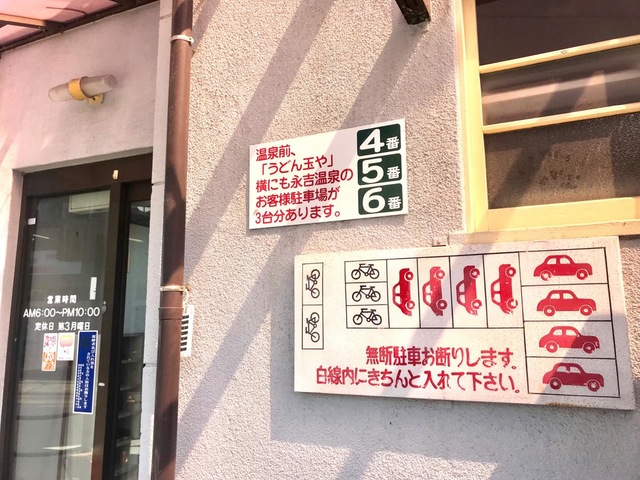 温泉前、
「うどん玉や」
横にも永吉温泉の
お客様駐車場が
3台分あります。
4番
5番
6番
無断駐車お断りします。
白線内にきちんと入れて下さい。
営業時間
AM6:00〜PM10:00
定休日 第3月曜日